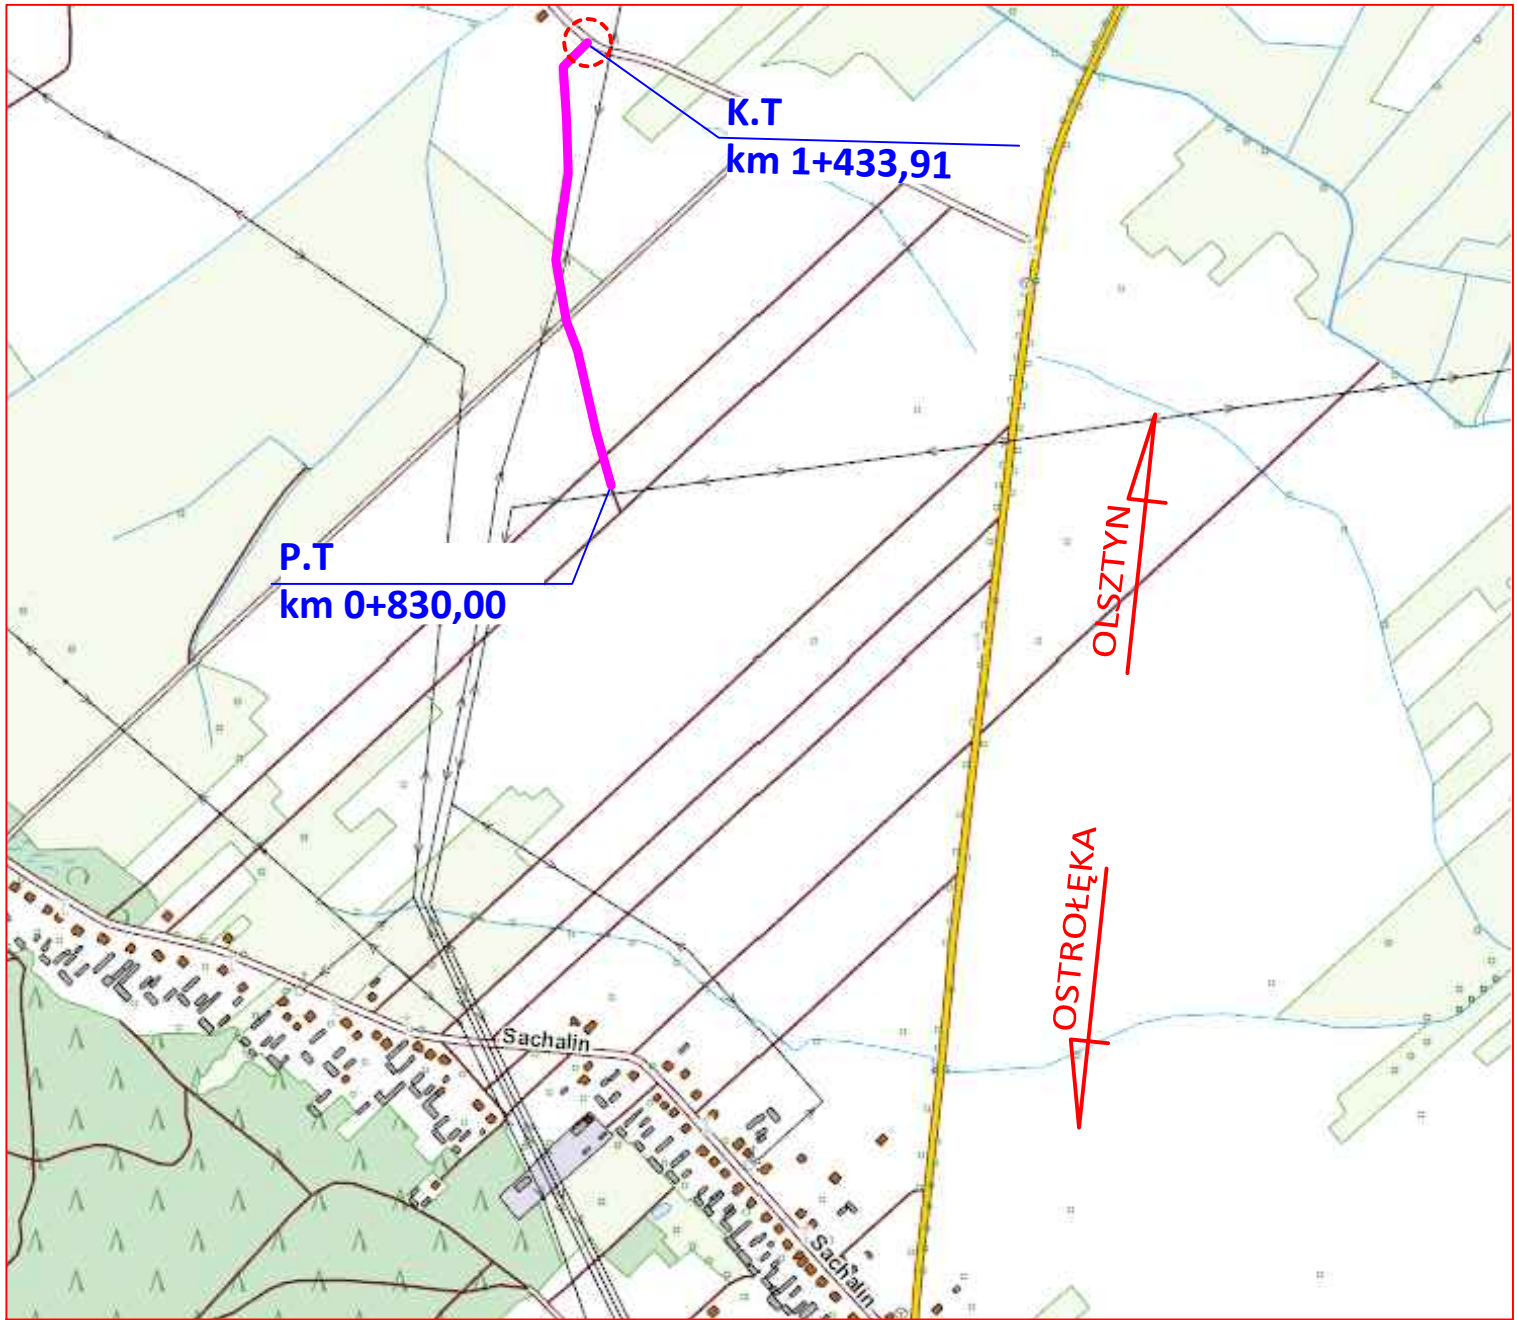 K.T
km 1+433,91
P.T
km 0+830,00
OLSZTYN
OSTROŁĘKA
Sachalin
Sachalin